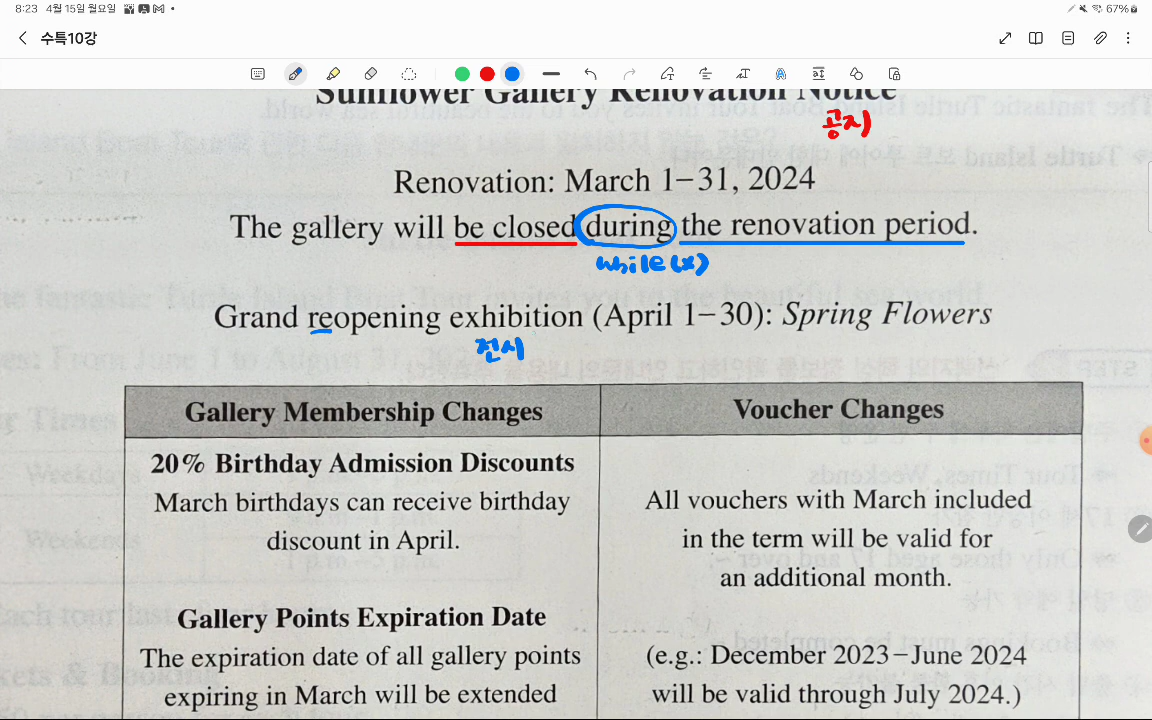 8:23 4월 15일 월요일
67%
수특10강
Sunflower Gallery Renovation Notice
공지
Renovation: March 1–31, 2024
The gallery will be closed during the renovation period.
while (x)
Grand reopening exhibition (April 1–30): Spring Flowers
전시
Gallery Membership Changes
Voucher Changes
20% Birthday Admission Discounts
March birthdays can receive birthday
discount in April.
Gallery Points Expiration Date
The expiration date of all gallery points
expiring in March will be extended
All vouchers with March included
in the term will be valid for
an additional month.
(e.g.: December 2023–June 2024
will be valid through July 2024.)